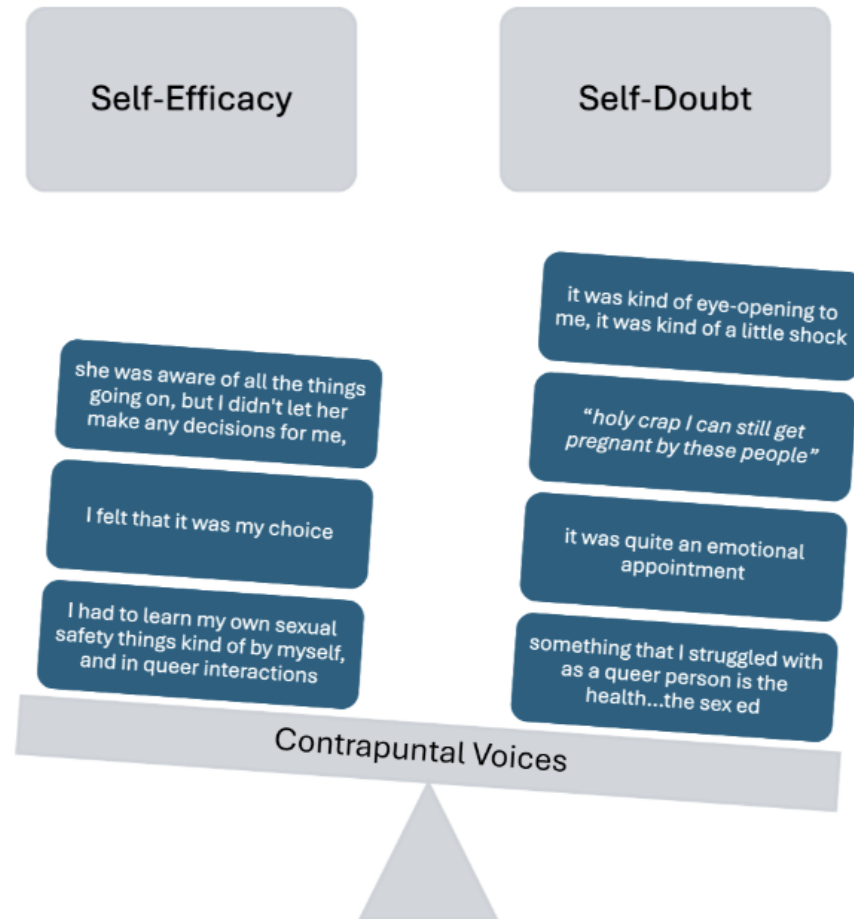 Self-Efficacy
Self-Doubt
she was aware of all the things
going on, but I didn't let her
make any decisions for me,
I felt that it was my choice
I had to learn my own sexual
safety things kind of by myself,
and in queer interactions
it was kind of eye-opening to
me, it was kind of a little shock
“holy crap I can still get
pregnant by these people”
it was quite an emotional
appointment
something that I struggled with
as a queer person is the
health...the sex ed
Contrapuntal Voices